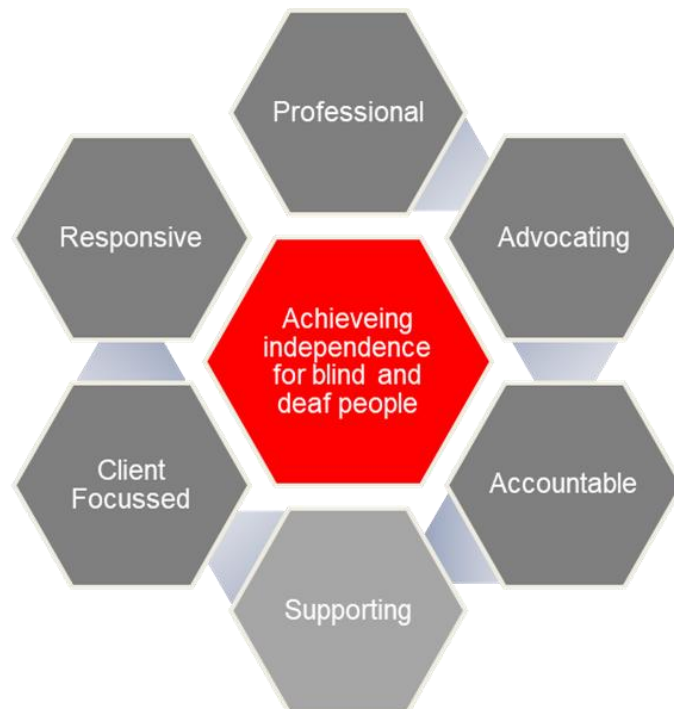 Professional
Responsive
Advocating
Achieveing
independence
for blind and
deaf people
Client
Focussed
Accountable
Supporting